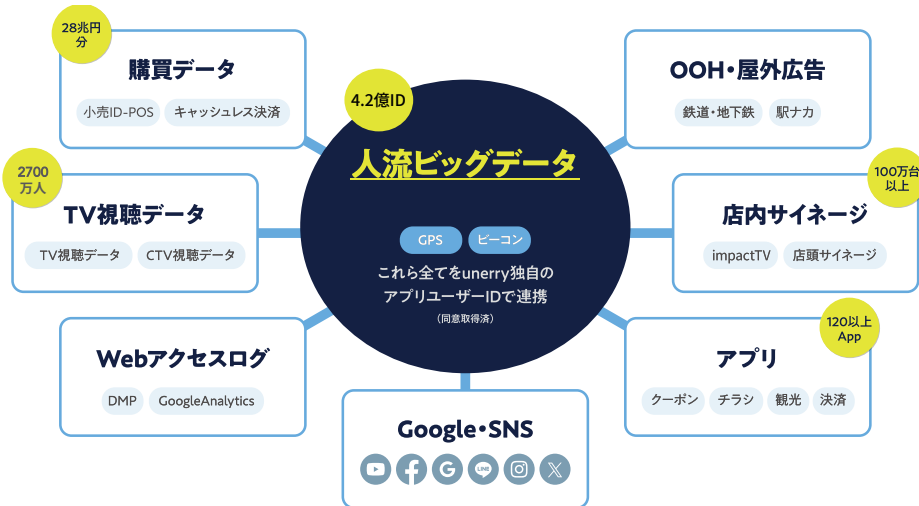 28兆円
分
購買データ
小売ID-POS
キャッシュレス決済
2700
万人
TV視聴データ
TV視聴データ
CTV視聴データ
Webアクセスログ
DMP
GoogleAnalytics
4.2億ID
人流ビッグデータ
GPS
ビーコン
これら全てをunerry独自の
アプリユーザーIDで連携
（同意取得済）
Google・SNS
LINE
OOH・屋外広告
鉄道・地下鉄
駅ナカ
100万台
以上
店内サイネージ
impactTV
店頭サイネージ
120以上
App
アプリ
クーポン
チラシ
観光
決済